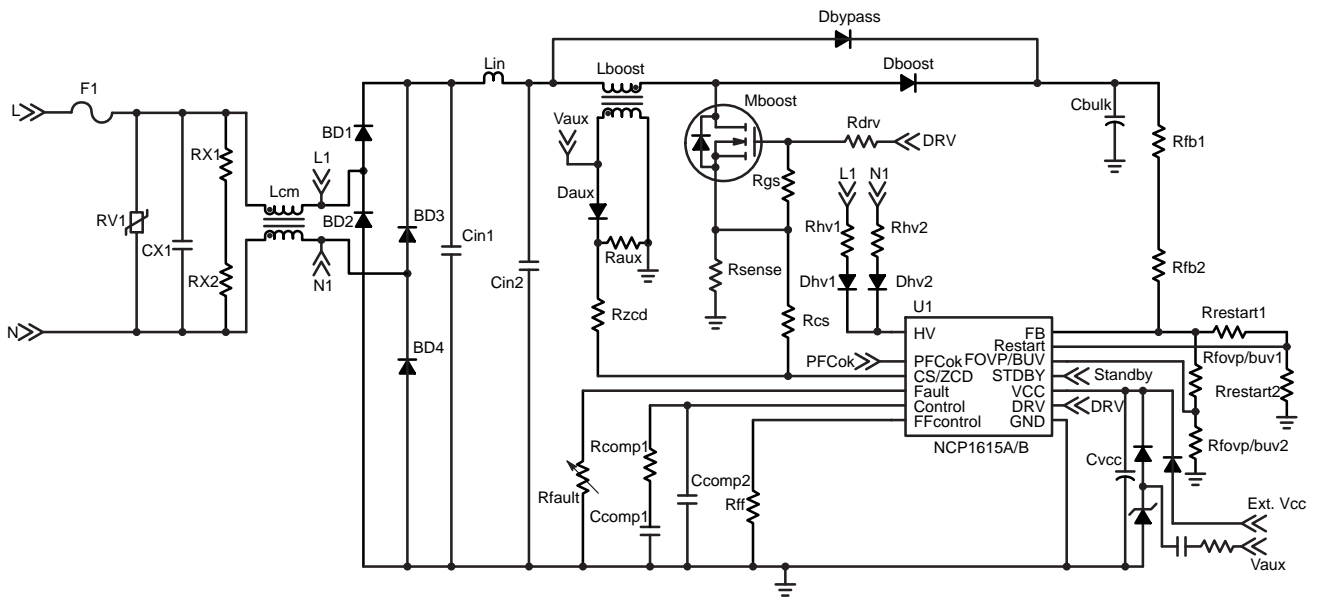 Dbypass
Lin
Lboost
Dboost
F1
L
Mboost
Cbulk
Vaux
BD1
Rdrv
DRV
Rfb1
RX1
L1
Rgs
L1
N1
Lcm
Daux
RV1
BD2
BD3
Rhv1
Rhv2
CX1
Cin1
Raux
Rsense
Rfb2
RX2
N1
Cin2
Dhv1
Dhv2
Rzcd
Rcs
U1
Rrestart1
N
HV
FB
Restart
BD4
PFCok
PFCok
FOVP/BUV
Rfovp/buv1
CS/ZCD
STDBY
Standby
Fault
VCC
Rrestart2
Control
DRV
DRV
FFcontrol
GND
Rcomp1
NCP1615A/B
Rfovp/buv2
Cvcc
Ccomp2
Rfault
Rff
Ccomp1
Ext. Vcc
Vaux